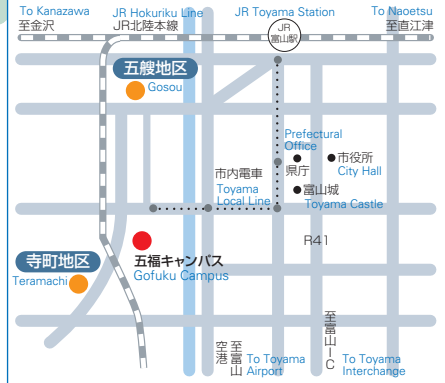 To Kanazawa
至金沢
JR Hokuriku Line
JR北陸本線
JR Toyama Station
JR
富山駅
To Naoetsu
至直江津
五艘地区
Gosou
Prefectural
Office
県庁
市役所
City Hall
市内電車
Toyama
Local Line
富山城
Toyama Castle
R41
五福キャンパス
Gofuku Campus
寺町地区
Teramachi
至富山
空港
To Toyama
Airport
至富山IC
To Toyama
Interchange